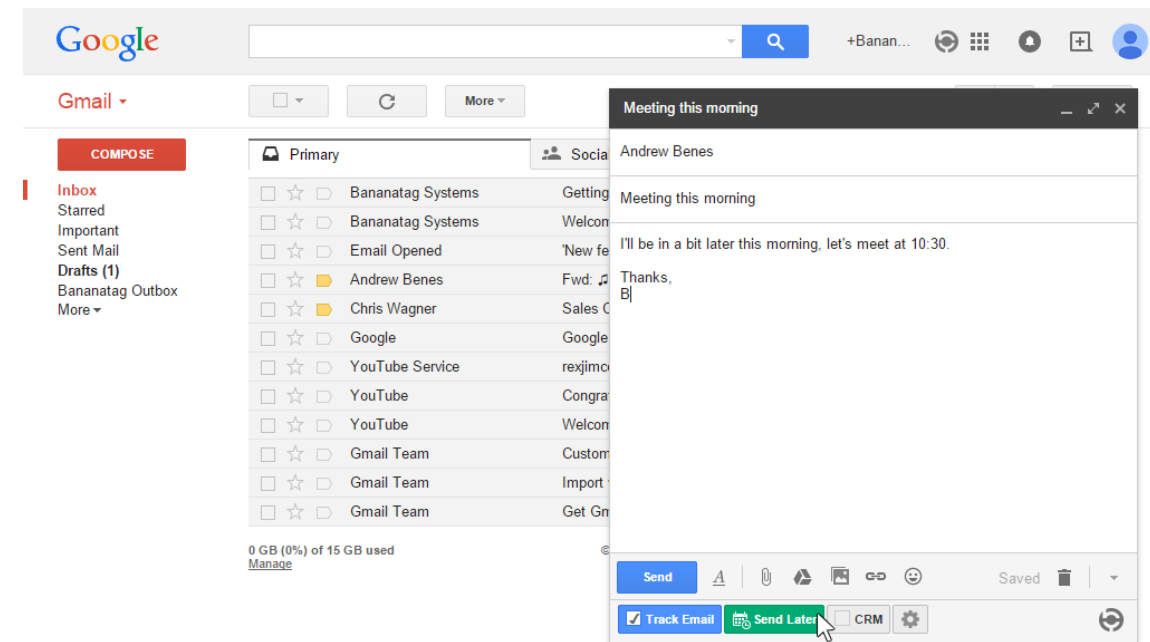 Google
+Banan...
Gmail
More
COMPOSE
Inbox
Starred
Important
Sent Mail
Drafts (1)
Bananatag Outbox
More
Primary
Socia
Bananatag Systems Getting
Bananatag Systems Welcom
Email Opened 'New fe
Andrew Benes Fwd: ♫
Chris Wagner Sales C
Google Google
YouTube Service rexjimco
YouTube Congra
YouTube Welcom
Gmail Team Custom
Gmail Team Import
Gmail Team Get Gm
0 GB (0%) of 15 GB used
©
Manage
Meeting this morning
Andrew Benes
Meeting this morning
I'll be in a bit later this morning, let's meet at 10:30.
Thanks,
B
Send
A
Saved
Track Email
Send Later
CRM